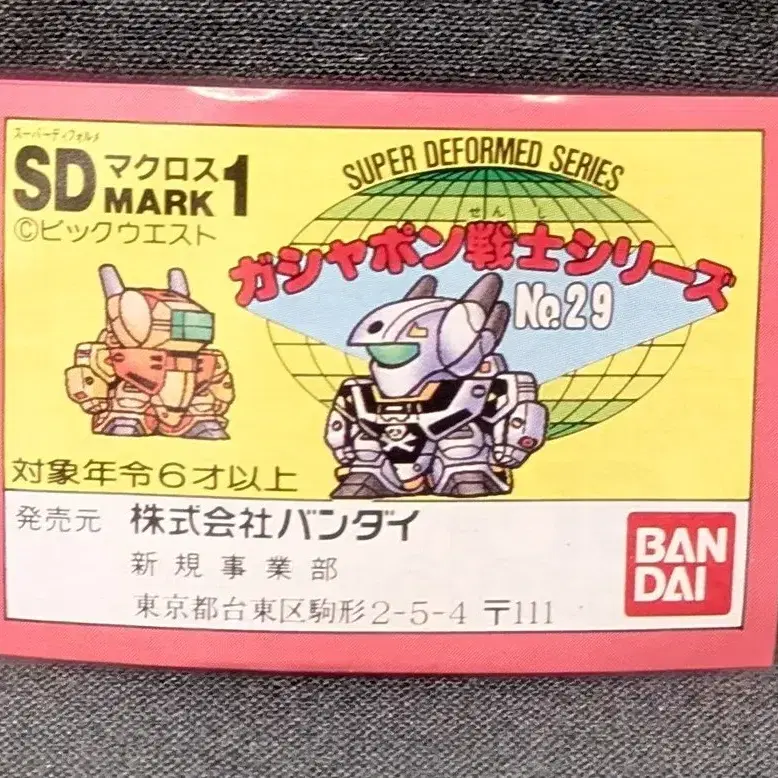 スーパーディフォルメ
SD マクロス MARK 1
©ビックウエスト
SUPER DEFORMED SERIES
せんし
ガシャポン戦士シリーズ
No.29
対象年令6才以上
発売元 株式会社バンダイ
新規事業部
東京都台東区駒形2-5-4 〒111
BAN
DAI